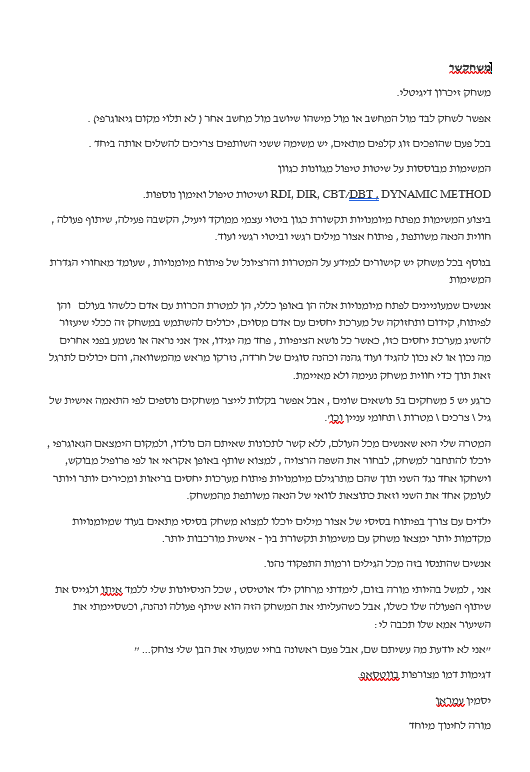 משחקשר
משחק זיכרון דיגיטלי.
אפשר לשחק לבד מול המחשב או מול מישהו שיושב מול מחשב אחר ( לא תלוי מקום גיאוגרפי) .
בכל פעם שהופכים זוג קלפים מתאים, יש משימה ששני השותפים צריכים להשלים אותה ביחד .
המשימות מבוססות על שיטות טיפול מגוונות כגון
RDI, DIR, CBT/DBT , DYNAMIC METHOD ושיטות טיפול ואימון נוספות.
ביצוע המשימות מפתח מיומנויות תקשורת כגון ביטוי עצמי ממוקד ויעיל, הקשבה פעילה, שיתוף פעולה ,
חווית הנאה משותפת , פיתוח אצור מילים רגשי וביטוי רגשי ועוד.
בנוסף בכל משחק יש קישורים למידע על המטרות והרציונל של פיתוח מיומנויות , שעומד מאחורי הגדרת
המשימות
אנשים שמעוניינים לפתח מיומנויות אלה הן באופן כללי, הן למטרת הכרות עם אדם כלשהו בעולם והן
לפיתוח, קידום ותחזוקה של מערכת יחסים עם אדם מסוים, יכולים להשתמש במשחק זה ככלי שיעזור
להשיג מערכת יחסים כזו, כאשר כל נושא הציפיות , פחד מה יגידו, איך אני נראה או נשמע בפני אחרים
מה נכון או לא נכון להגיד ועוד גהנה וכהנה סוגים של חרדה, נזרקו מראש מהמשוואה, והם יכולים לתרגל
זאת תוך כדי חווית משחק נעימה ולא מאיימת.
כרגע יש 5 משחקים ב5 נושאים שונים , אבל אפשר בקלות לייצר משחקים נוספים לפי התאמה אישית של
גיל \ צרכים \ מטרות \ תחומי עניין וכו'.
המטרה שלי היא שאנשים מכל העולם, ללא קשר לתכונות שאיתם הם נולדו, ולמקום הימצאם הגאוגרפי ,
יוכלו להתחבר למשחק, לבחור את השפה הרצויה , למצוא שותף באופן אקראי או לפי פרופיל מבוקש,
וישחקו אחד נגד השני תוך שהם מתרגילם מיומנויות פיתוח מערכות יחסים בריאות ומכירים יותר ויותר
לעומק אחד את השני וזאת כתוצאת לוואי של הנאה משותפת מהמשחק.
ילדים עם צורך בפיתוח בסיסי של אצור מילים יוכלו למצוא משחק בסיסי מתאים בעוד שמיומנויות
מקדמות יותר ימצאו משחק עם משימות תקשורת בין - אישית מורכבות יותר.
אנשים שהתנסו בזה מכל הגילים ורמות התפקוד נהנו.
אני , למשל בהיותי מורה בזום, לימדתי מרחוק ילד אוטיסט , שכל הניסיונות שלי ללמד איתו ולגייס את
שיתוף הפעולה שלו כשלו, אבל כשהעליתי את המשחק הזה הוא שיתף פעולה ונהנה, וכשסיימתי את
השיעור אמא שלו תכבה לי :
"אני לא יודעת מה עשיתם שם, אבל פעם ראשונה בחיי שמעתי את הבן שלי צוחק... "
דגימות דמו מצורפות בווטסאפ.
יסמין עמראן
מורה לחינוך מיוחד